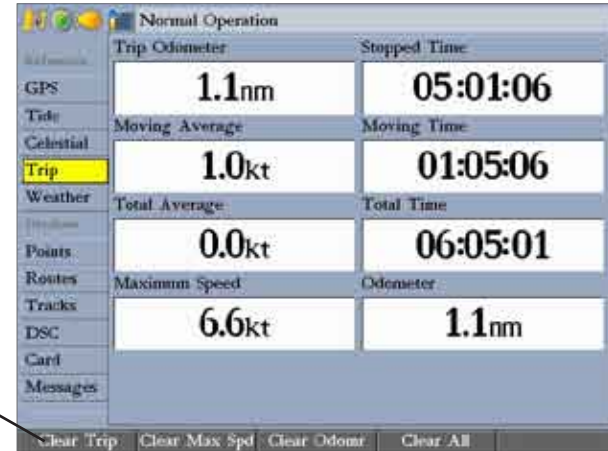 Normal Operation
Trip Odometer
Stopped Time
1.1nm
05:01:06
Moving Average
Moving Time
1.0kt
01:05:06
Total Average
Total Time
0.0kt
06:05:01
Maximum Speed
Odometer
6.6kt
1.1nm
GPS
Tide
Celestial
Trip
Weather
Points
Routes
Tracks
DSC
Card
Messages
Clear Trip
Clear Max Spd
Clear Odomr
Clear All